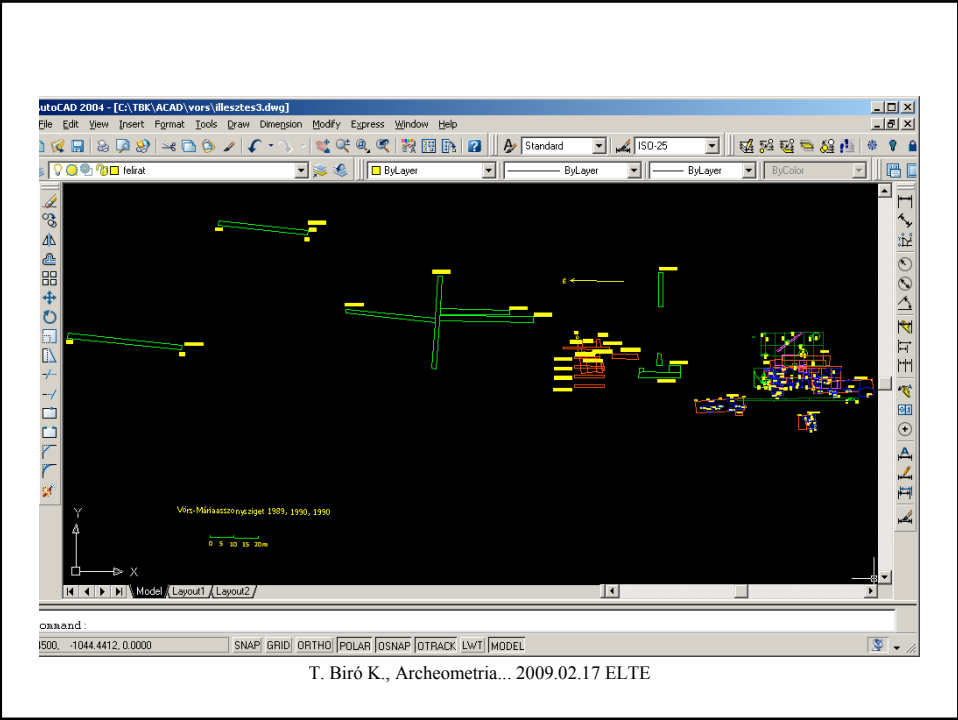 utoCAD 2004 - [C:\TBK\ACAD\vors\illesztes3.dwg]
File Edit View Insert Format Tools Draw Dimension Modify Express Window Help
Standard ISO-25
felirat ByLayer ByLayer ByLayer ByColor
É
Vörs-Máriaasszonysziget 1989, 1990, 1990
0 5 10 15 20m
Y
X
Model Layout1 Layout2
ommand:
4500, -1044.4412, 0.0000 SNAP GRID ORTHO POLAR OSNAP OTRACK LWT MODEL
T. Biró K., Archeometria... 2009.02.17 ELTE